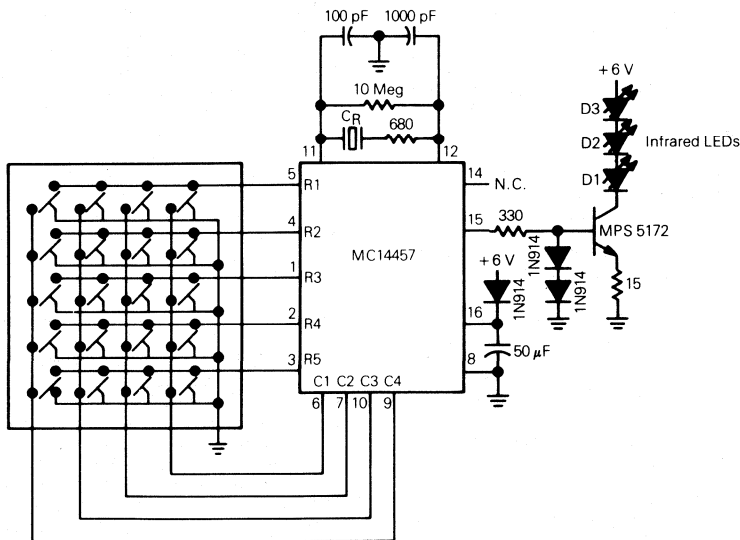 100 pF
1000 pF
10 Meg
CR
680
11
12
+6 V
D3
D2
D1
Infrared LEDs
5
R1
4
R2
1
R3
2
R4
3
R5
MC14457
14
N.C.
15
330
MPS 5172
1N914
1N914
15
+6 V
1N914
16
50 μF
8
C1
C2
C3
C4
6
7
10
9